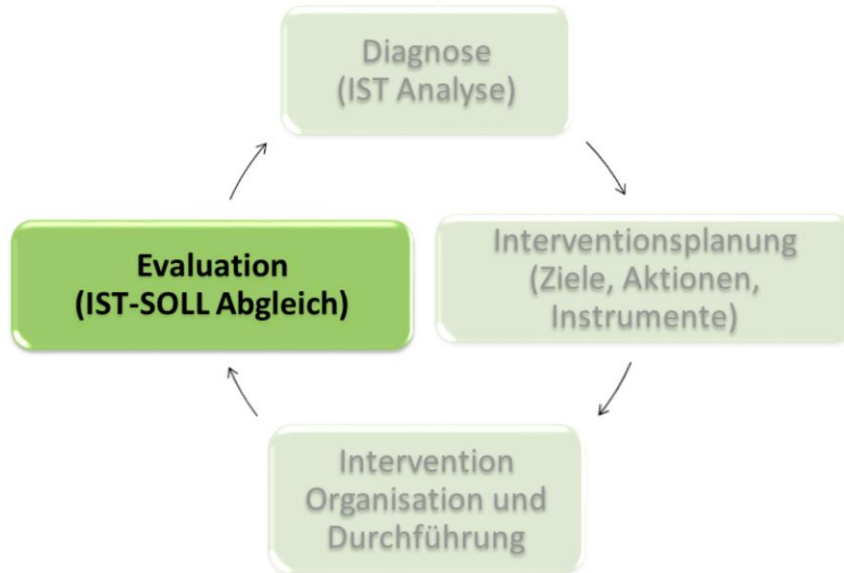 Diagnose
(IST Analyse)
Evaluation
(IST-SOLL Abgleich)
Interventionsplanung
(Ziele, Aktionen,
Instrumente)
Intervention
Organisation und
Durchführung